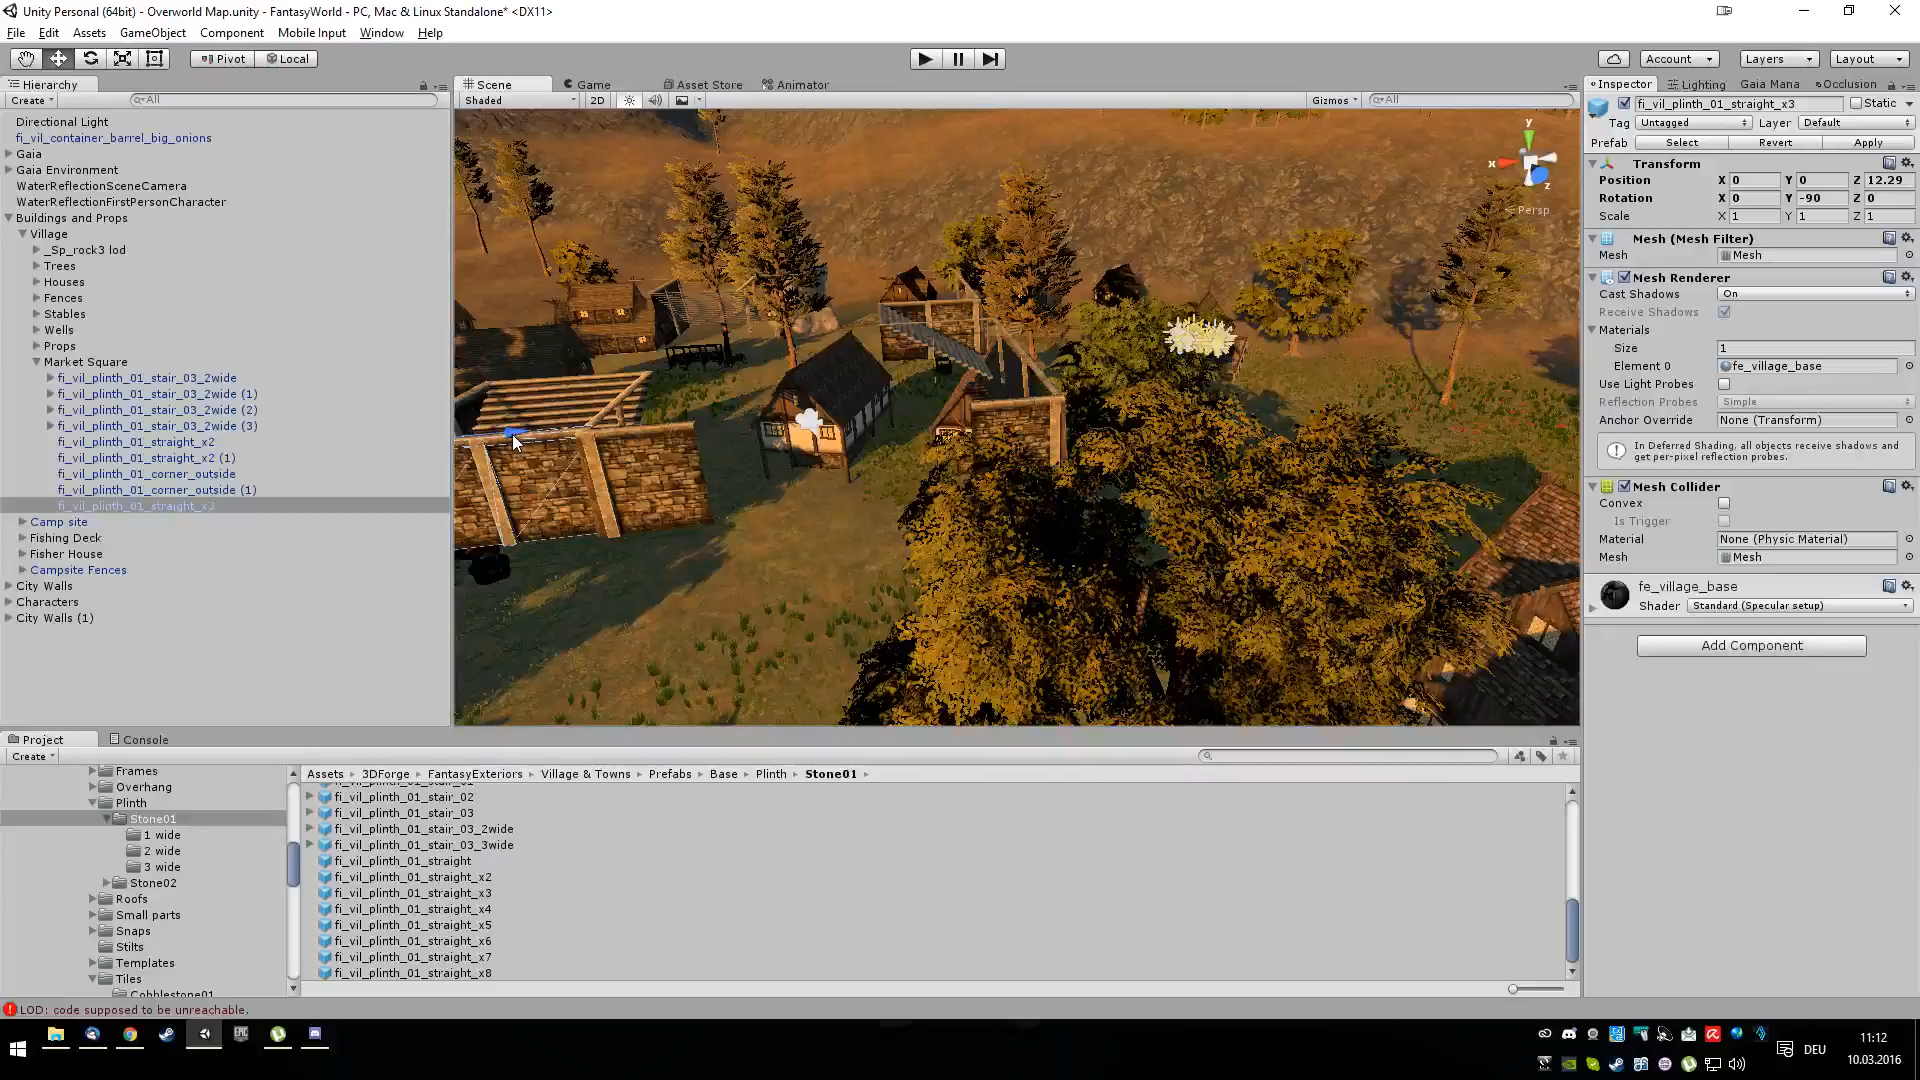 Unity Personal (64bit) - Overworld Map.unity - FantasyWorld - PC, Mac & Linux Standalone* <DX11>
File Edit Assets GameObject Component Mobile Input Window Help
Pivot Local Account Layers Layout
Hierarchy
Create All
Directional Light
fi_vil_container_barrel_big_onions
Gaia
Gaia Environment
WaterReflectionSceneCamera
WaterReflectionFirstPersonCharacter
Buildings and Props
Village
_Sp_rock3 lod
Trees
Houses
Fences
Stables
Wells
Props
Market Square
fi_vil_plinth_01_stair_03_2wide
fi_vil_plinth_01_stair_03_2wide (1)
fi_vil_plinth_01_stair_03_2wide (2)
fi_vil_plinth_01_stair_03_2wide (3)
fi_vil_plinth_01_straight_x2
fi_vil_plinth_01_straight_x2 (1)
fi_vil_plinth_01_corner_outside
fi_vil_plinth_01_corner_outside (1)
fi_vil_plinth_01_straight_x3
Camp site
Fishing Deck
Fisher House
Campsite Fences
City Walls
Characters
City Walls (1)
Scene Game Asset Store Animator
Shaded 2D Gizmos All
y
x
z
Persp
Inspector Lighting Gaia Mana Occlusion
fi_vil_plinth_01_straight_x3 Static
Tag Untagged Layer Default
Prefab Select Revert Apply
Transform
Position X 0 Y 0 Z 12.29
Rotation X 0 Y -90 Z 0
Scale X 1 Y 1 Z 1
Mesh (Mesh Filter)
Mesh Mesh
Mesh Renderer
Cast Shadows On
Receive Shadows
Materials
Size 1
Element 0 fe_village_base
Use Light Probes
Reflection Probes Simple
Anchor Override None (Transform)
In Deferred Shading, all objects receive shadows and
get per-pixel reflection probes.
Mesh Collider
Convex
Is Trigger
Material None (Physic Material)
Mesh Mesh
fe_village_base
Shader Standard (Specular setup)
Add Component
Project Console
Create
Frames
Overhang
Plinth
Stone01
1 wide
2 wide
3 wide
Stone02
Roofs
Small parts
Snaps
Stilts
Templates
Tiles
Cobblestone01
Assets 3DForge FantasyExteriors Village & Towns Prefabs Base Plinth Stone01
fi_vil_plinth_01_stair_02
fi_vil_plinth_01_stair_03
fi_vil_plinth_01_stair_03_2wide
fi_vil_plinth_01_stair_03_3wide
fi_vil_plinth_01_straight
fi_vil_plinth_01_straight_x2
fi_vil_plinth_01_straight_x3
fi_vil_plinth_01_straight_x4
fi_vil_plinth_01_straight_x5
fi_vil_plinth_01_straight_x6
fi_vil_plinth_01_straight_x7
fi_vil_plinth_01_straight_x8
LOD: code supposed to be unreachable.
EPIC
DEU
11:12
10.03.2016